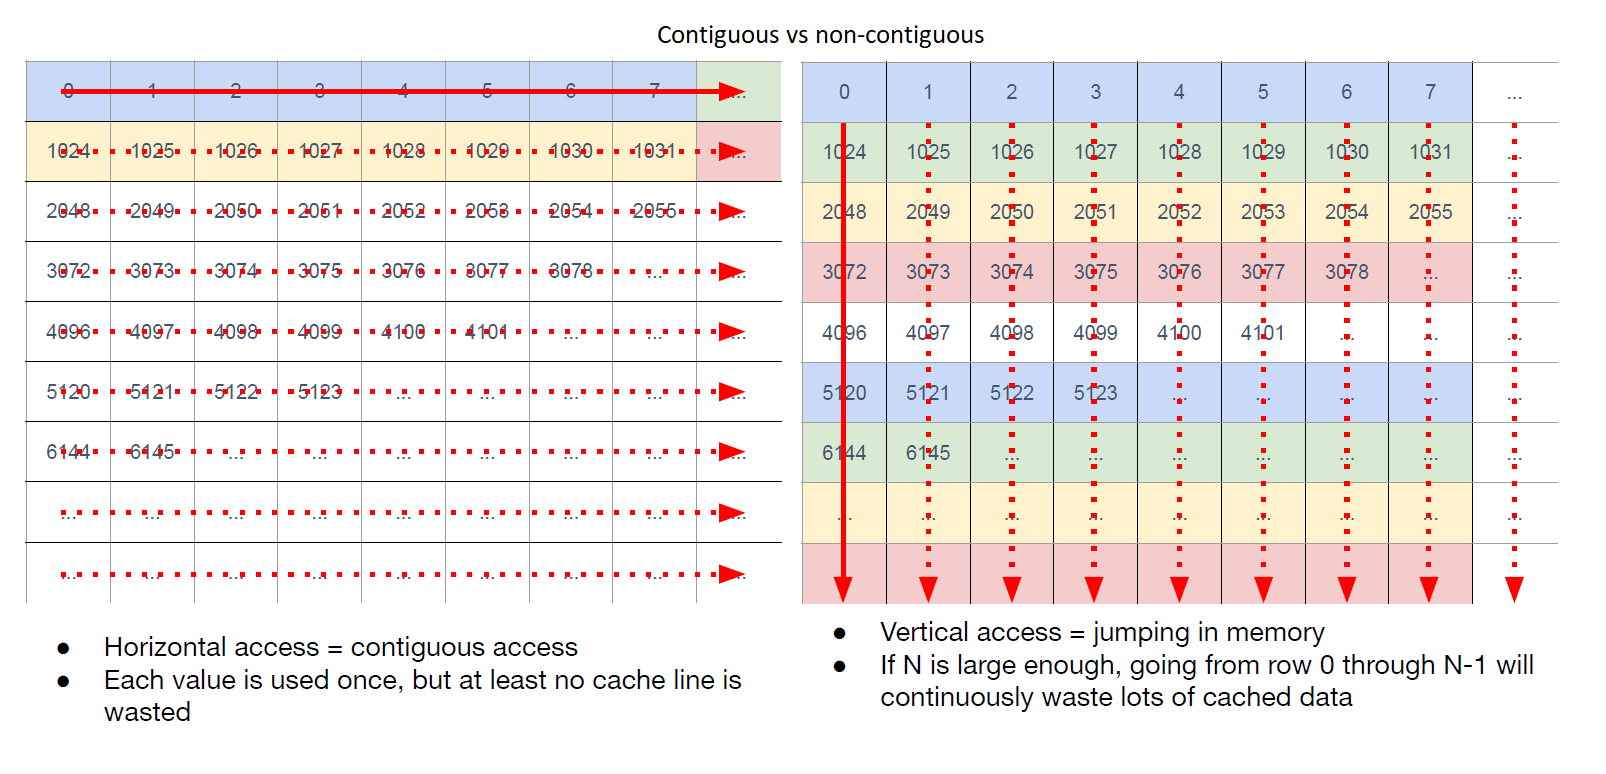 Contiguous vs non-contiguous
0 1 2 3 4 5 6 7 ...
1024 1025 1026 1027 1028 1029 1030 1031 ...
2048 2049 2050 2051 2052 2053 2054 2055 ...
3072 3073 3074 3075 3076 3077 3078 ... ...
4096 4097 4098 4099 4100 4101 ... ... ...
5120 5121 5122 5123 ... ... ... ... ...
6144 6145 ... ... ... ... ... ... ...
... ... ... ... ... ... ... ... ...
... ... ... ... ... ... ... ... ...
● Horizontal access = contiguous access
● Each value is used once, but at least no cache line is
wasted
0 1 2 3 4 5 6 7 ...
1024 1025 1026 1027 1028 1029 1030 1031 ...
2048 2049 2050 2051 2052 2053 2054 2055 ...
3072 3073 3074 3075 3076 3077 3078 ... ...
4096 4097 4098 4099 4100 4101 ... ... ...
5120 5121 5122 5123 ... ... ... ... ...
6144 6145 ... ... ... ... ... ... ...
... ... ... ... ... ... ... ... ...
● Vertical access = jumping in memory
● If N is large enough, going from row 0 through N-1 will
continuously waste lots of cached data